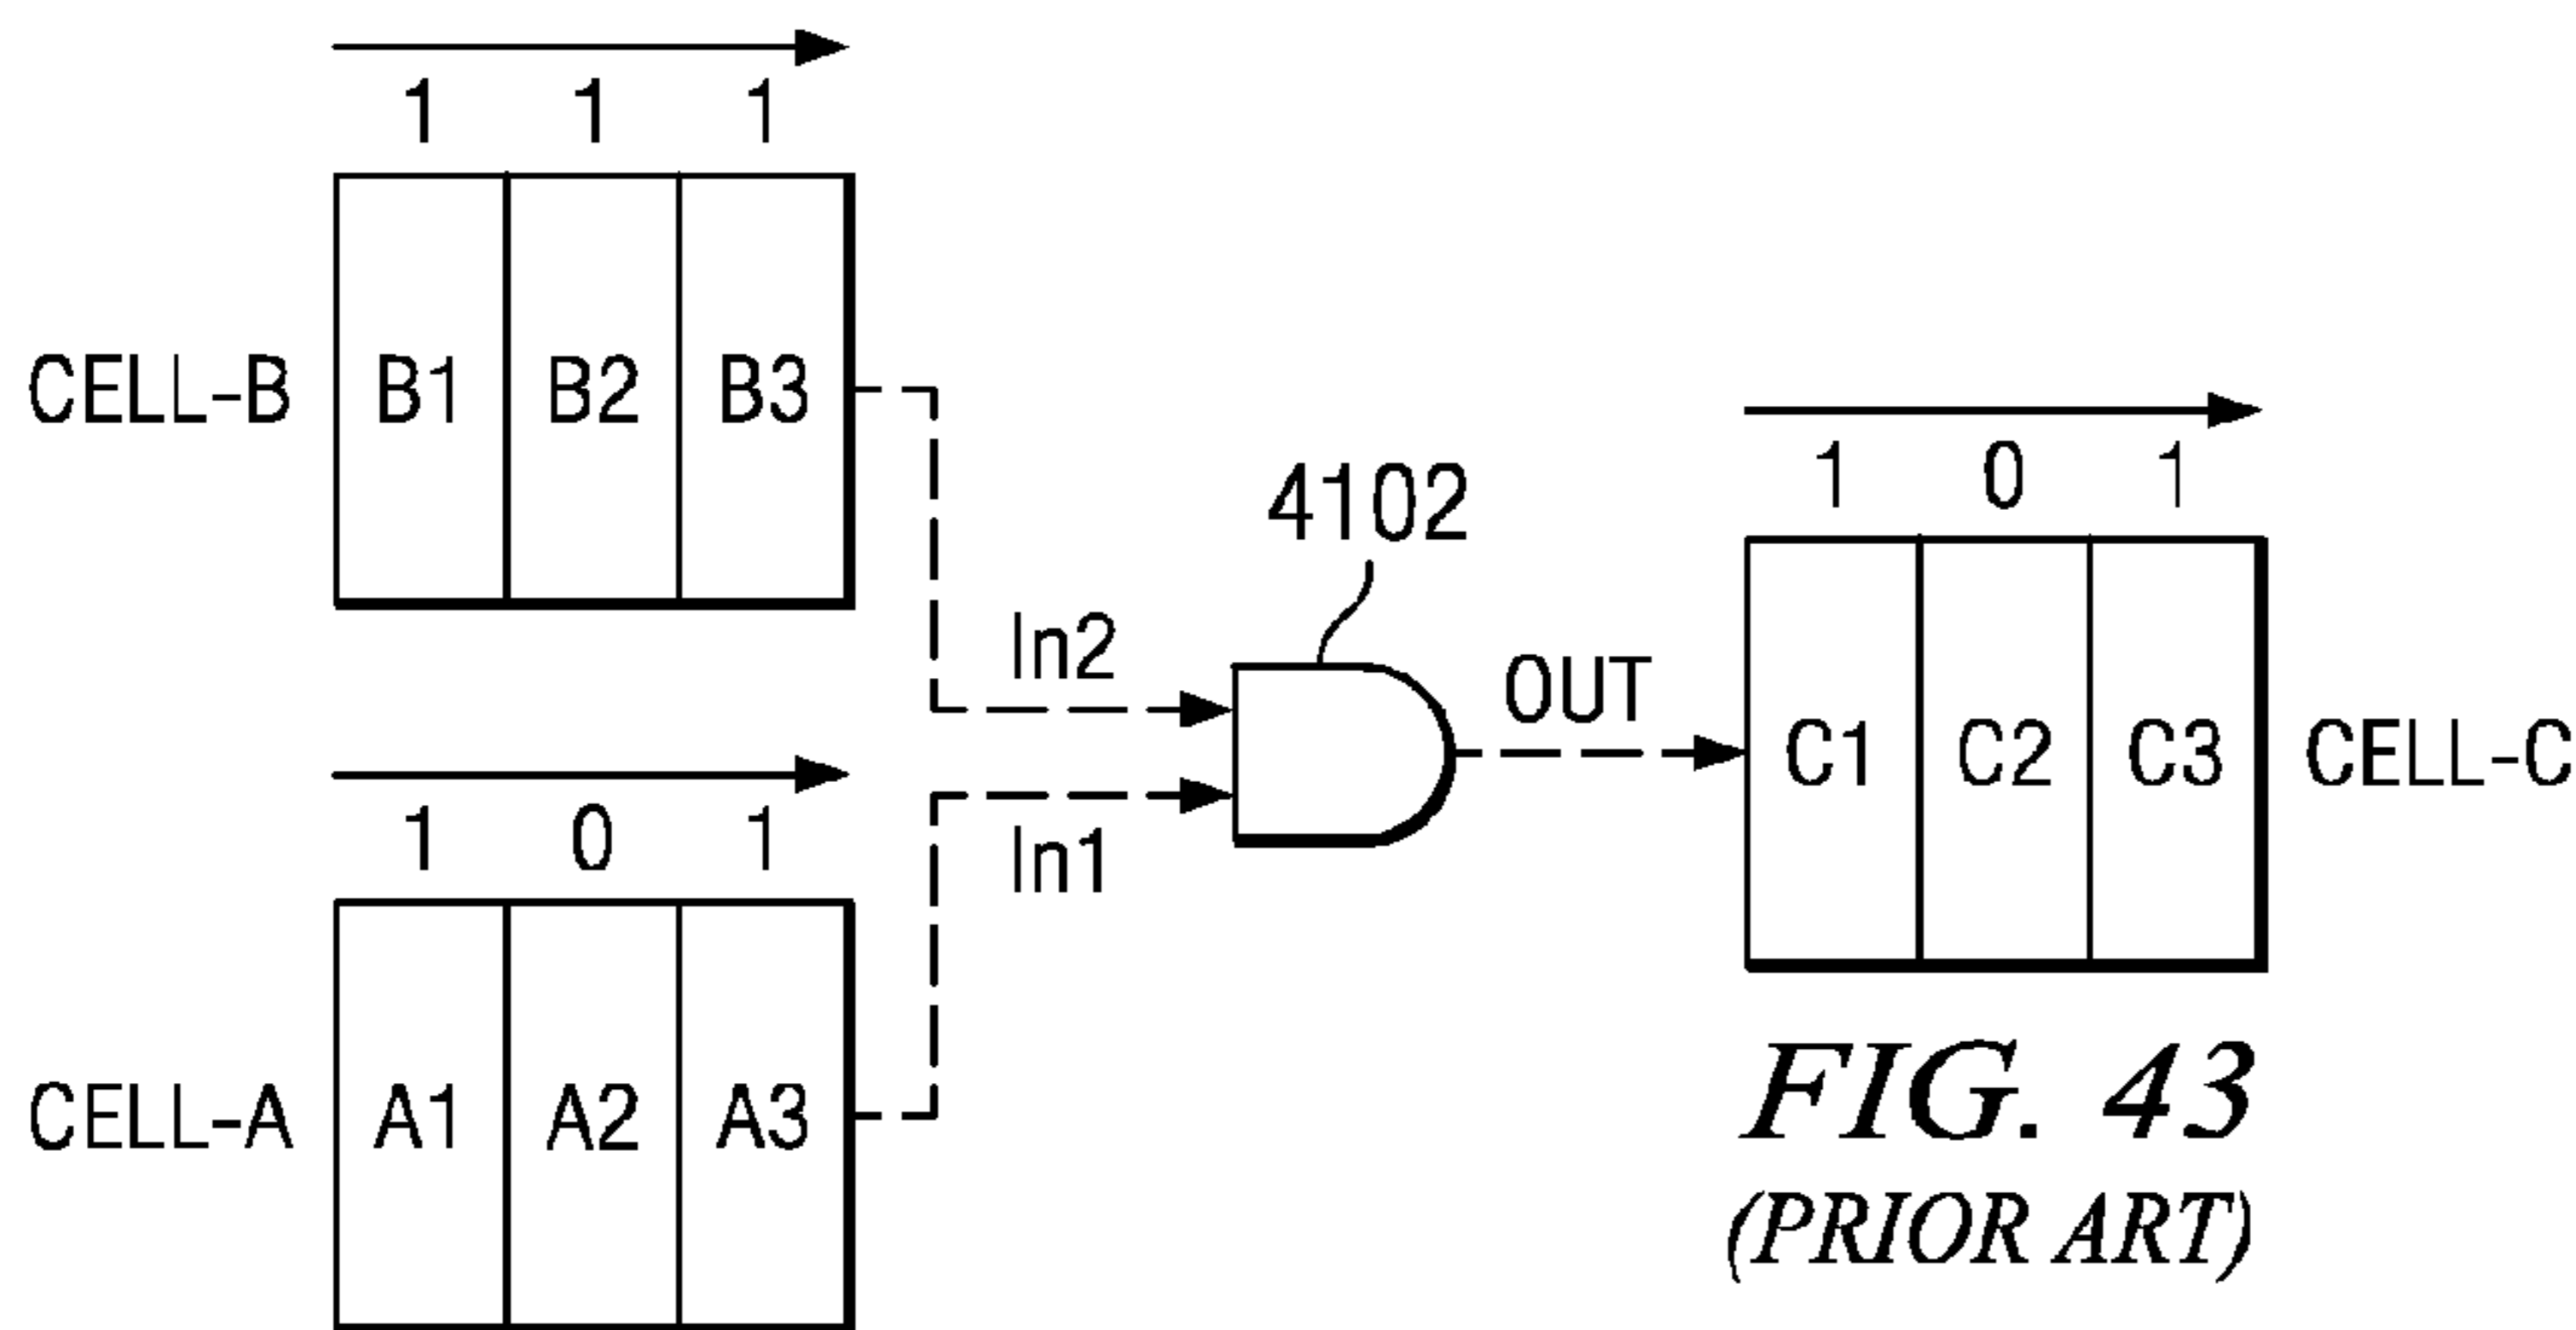 1 1 1
CELL-B B1 B2 B3
1 0 1
4102
In2
OUT
C1 C2 C3 CELL-C
1 0 1
In1
CELL-A A1 A2 A3
FIG. 43
(PRIOR ART)